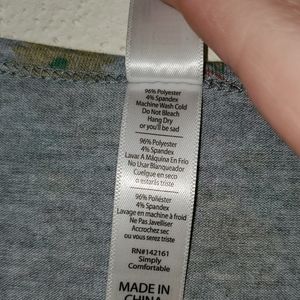 96% Polyester
4% Spandex
Machine Wash Cold
Do Not Bleach
Hang Dry
or you'll be sad
96% Polyester
4% Spandex
Lavar A Máquina En Frío
No Usar Blanqueador
Cuelgue en seco
o estarás triste
96% Poliéster
4% Spandex
Lavage en machine à froid
Ne Pas Javelliser
Accrochez sec
ou vous serez triste
RN#142161
Simply
Comfortable
MADE IN
CHINA